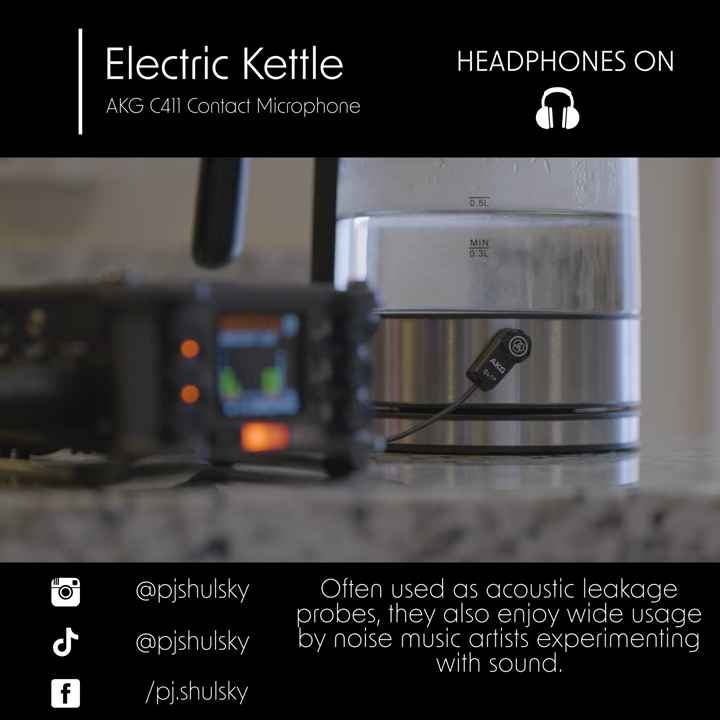 Electric Kettle
AKG C411 Contact Microphone
HEADPHONES ON
0.5L
MIN
0.3L
AKG
@pjshulsky
@pjshulsky
/pj.shulsky
Often used as acoustic leakage
probes, they also enjoy wide usage
by noise music artists experimenting
with sound.